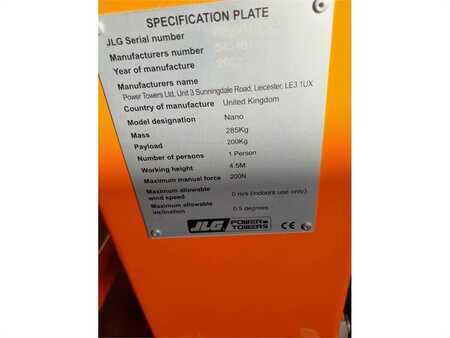 SPECIFICATION PLATE
JLG Serial number
Manufacturers number
Year of manufacture
Manufacturers name
Power Towers Ltd, Unit 3 Sunningdale Road, Leicester, LE3 1UX
Country of manufacture United Kingdom
Model designation Nano
Mass 285Kg
Payload 200Kg
Number of persons 1 Person
Working height 4.5M
Maximum manual force 200N
Maximum allowable wind speed 0 m/s (indoors use only)
Maximum allowable inclination 0.5 degrees
JLG POWER TOWERS CE